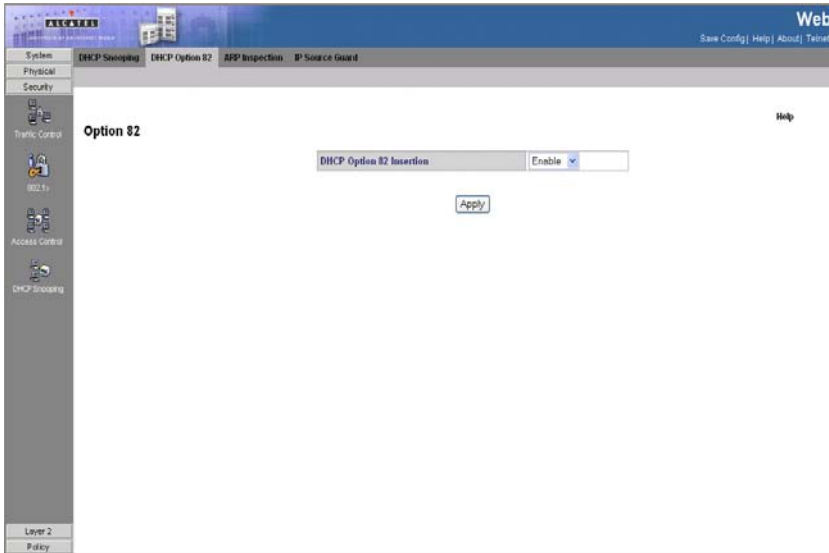 ALCATEL
Web
Save Config| Help| About| Telnet
System
Physical
Security
Traffic Control
802.1x
Access Control
DHCP Snooping
Layer 2
Policy
DHCP Snooping DHCP Option 82 ARP Inspection IP Source Guard
Help
Option 82
DHCP Option 82 Insertion Enable
Apply